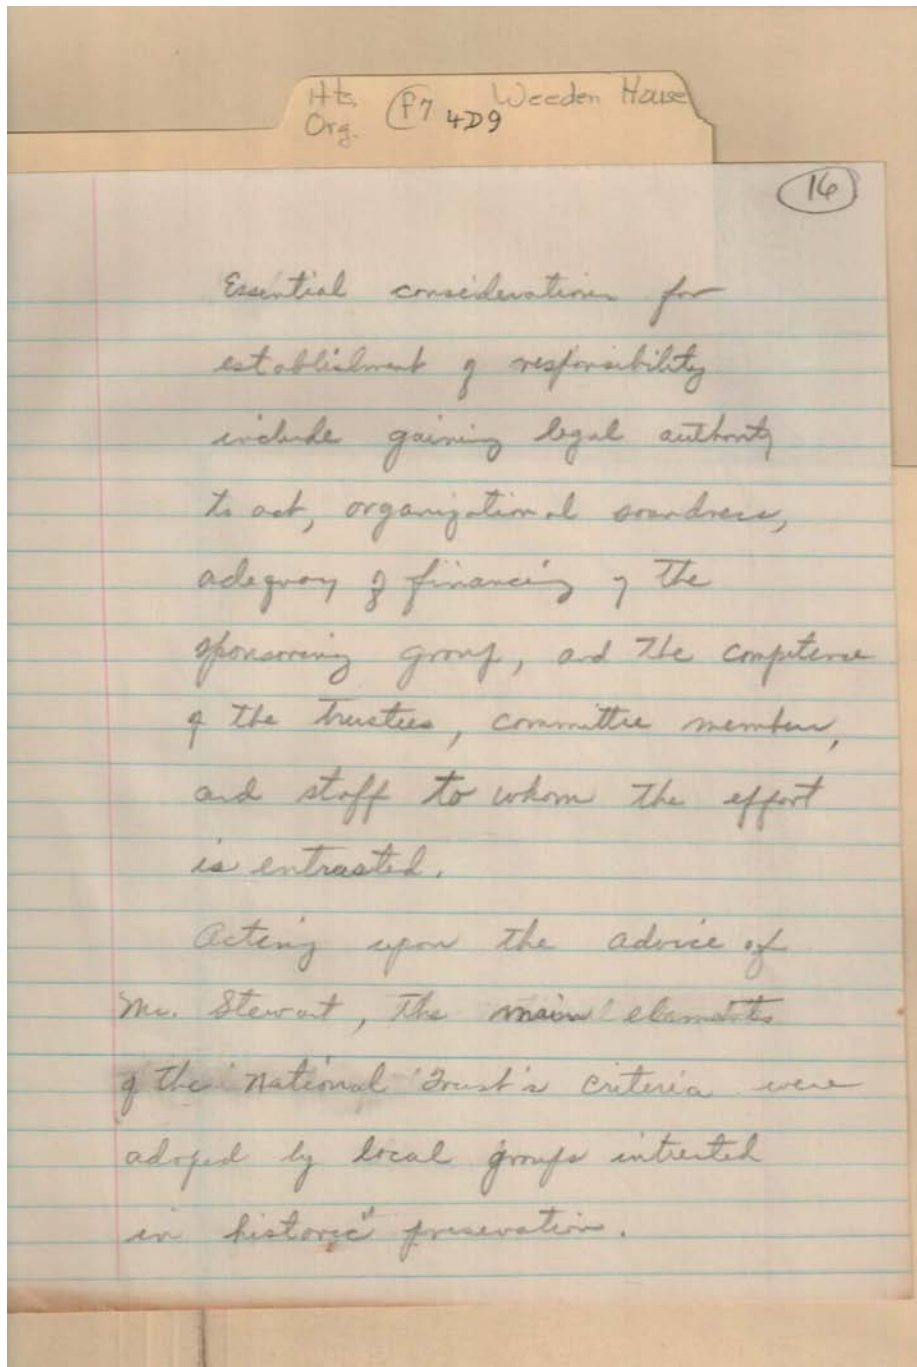 Hts. P7 4D9 Weeden House
Org.
16
Essential considerations for
establishment of responsibility
include gaining legal authority
to act, organizational soundness,
adequacy of financing of the
sponsoring group, and the competence
of the trustees, committee members,
and staff to whom the effort
is entrusted.
Acting upon the advice of
Mr. Stewart, the main elements
of the National Trust's criteria were
adoped by local groups intrested
in historic preservation.